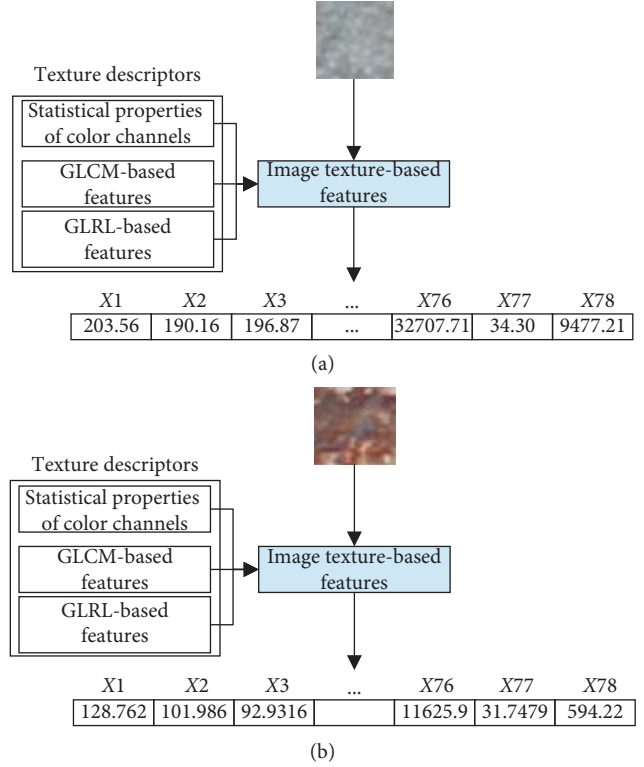 Texture descriptors
Statistical properties
of color channels
GLCM-based
features
GLRL-based
features
Image texture-based
features
X1 X2 X3 ... X76 X77 X78
203.56 190.16 196.87 ... 32707.71 34.30 9477.21
(a)
Texture descriptors
Statistical properties
of color channels
GLCM-based
features
GLRL-based
features
Image texture-based
features
X1 X2 X3 ... X76 X77 X78
128.762 101.986 92.9316 11625.9 31.7479 594.22
(b)